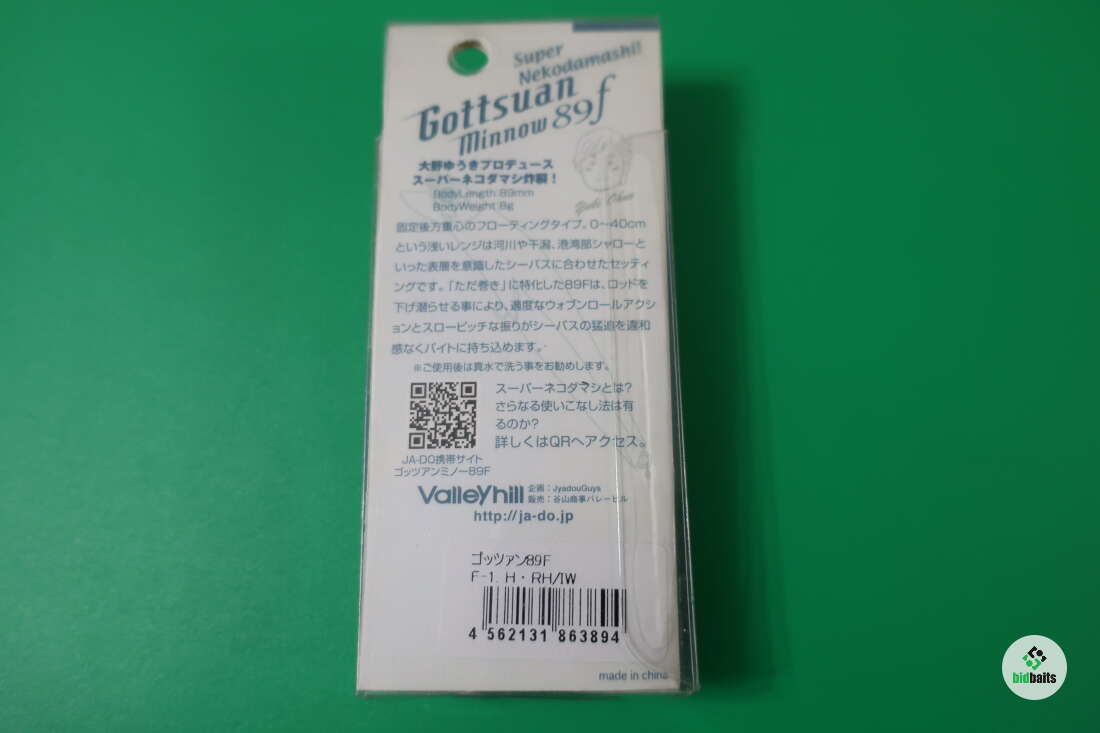 Super
Nekodamashi!
Gottsuan
Minnow 89f
大野ゆうきプロデュース
スーパーネコダマシ炸裂！
BodyLength:89mm
BodyWeight:8g
Yuki Ohno
固定後方重心のフローティングタイプ。0〜40cm
という浅いレンジは河川や干潟、港湾部シャローと
いった表層を意識したシーバスに合わせたセッティ
ングです。「ただ巻き」に特化した89Fは、ロッドを
下げ潜らせる事により、適度なウォブンロールアクシ
ョンとスローピッチな振りがシーバスの猛追を違和
感なくバイトに持ち込めます。
※ご使用後は真水で洗う事をお勧めします。
スーパーネコダマシとは?
さらなる使いこなし法は有
るのか?
詳しくはQRへアクセス。
JA-DO携帯サイト
ゴッツアンミノー89F
Valleyhill
企画：JyadouGuys
販売：谷山商事バレーヒル
http://ja-do.jp
ゴッツァン89F
F-1. H・RH/IW
4 562131 863894
made in china
bidbaits